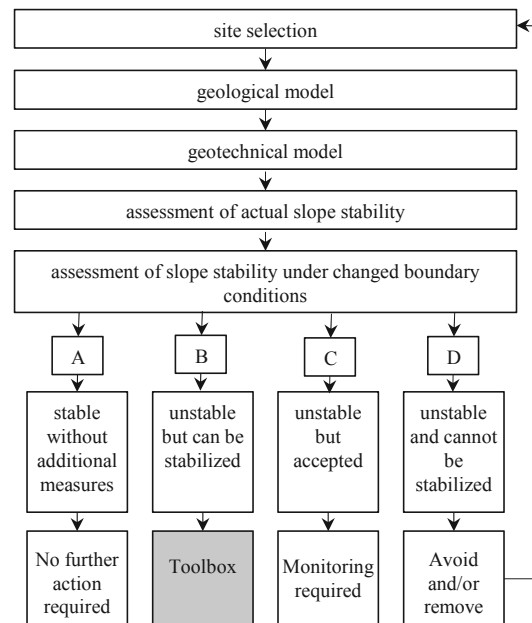 site selection
geological model
geotechnical model
assessment of actual slope stability
assessment of slope stability under changed boundary
conditions
A
B
C
D
stable
without
additional
measures
unstable
but can be
stabilized
unstable
but
accepted
unstable
and cannot
be
stabilized
No further
action
required
Toolbox
Monitoring
required
Avoid
and/or
remove